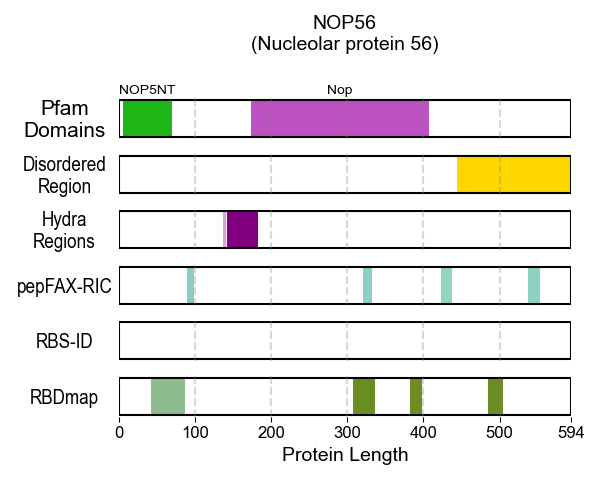 NOP56
(Nucleolar protein 56)
NOP5NT Nop
Pfam
Domains
Disordered
Region
Hydra
Regions
pepFAX-RIC
RBS-ID
RBDmap
0 100 200 300 400 500 594
Protein Length